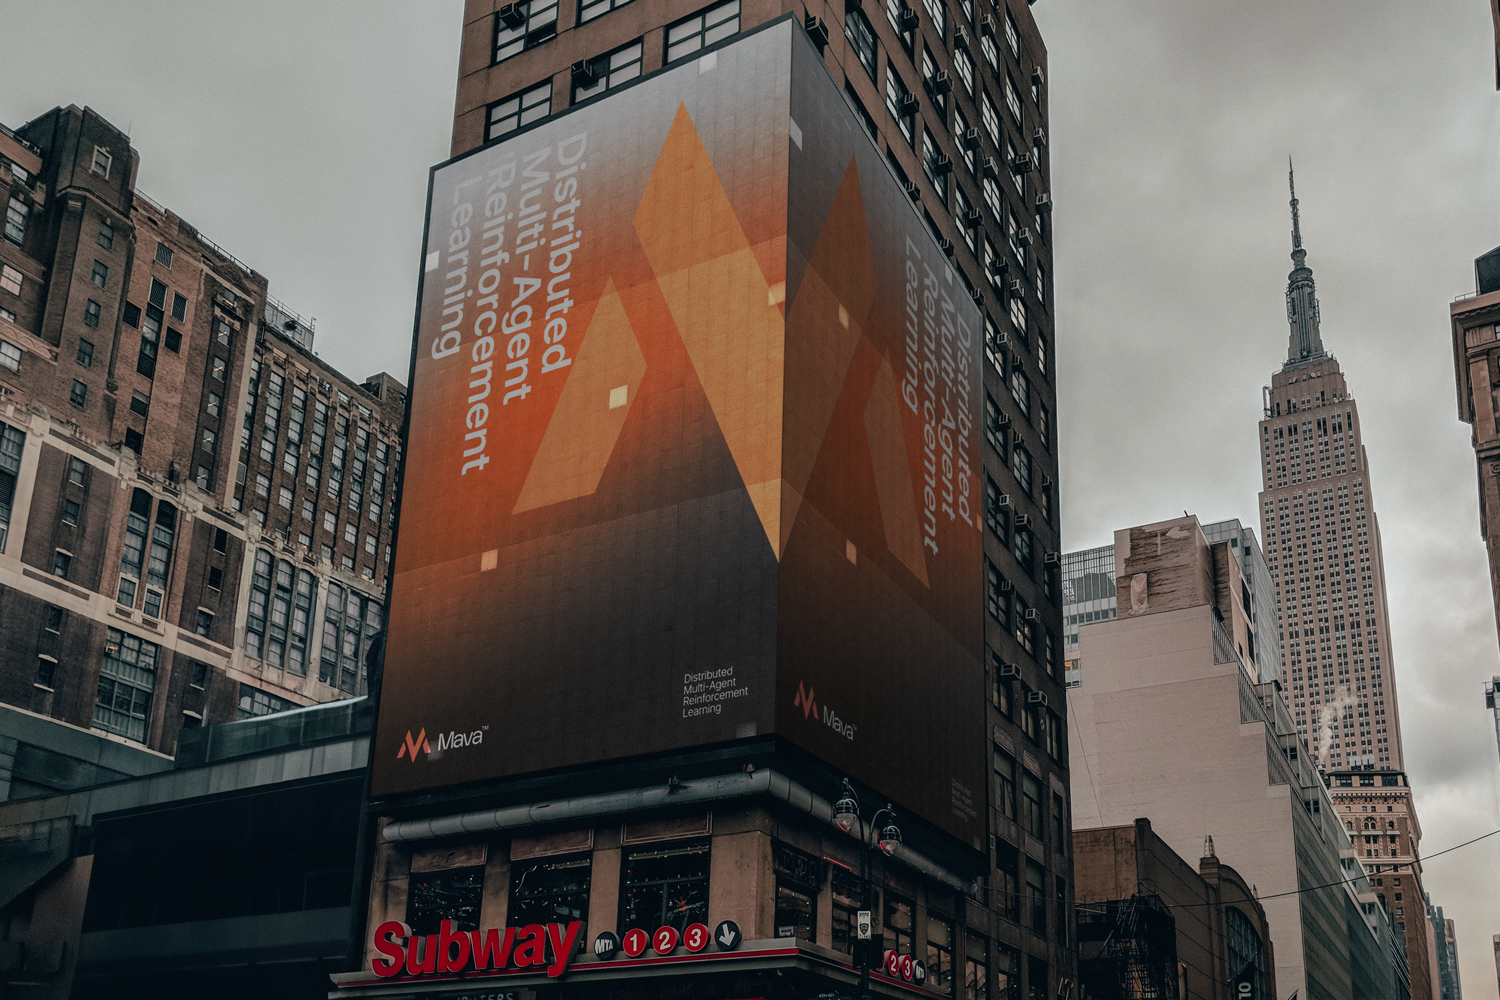 Distributed
Multi-Agent
Reinforcement
Learning
Distributed
Multi-Agent
Reinforcement
Learning
Mava™
Distributed
Multi-Agent
Reinforcement
Learning
Mava
Subway
MTA
1
2
3
2
3